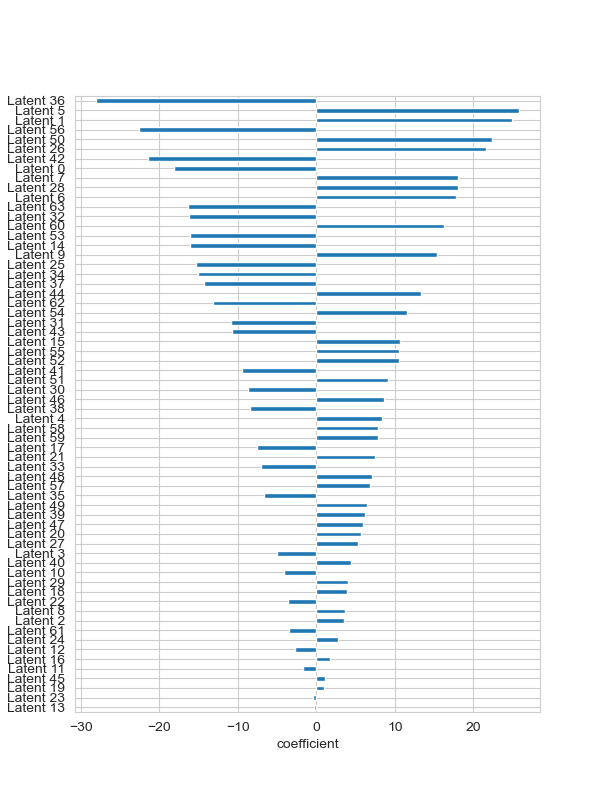 Latent 36
Latent 5
Latent 1
Latent 56
Latent 50
Latent 26
Latent 42
Latent 0
Latent 7
Latent 28
Latent 6
Latent 63
Latent 32
Latent 60
Latent 53
Latent 14
Latent 9
Latent 25
Latent 34
Latent 37
Latent 44
Latent 62
Latent 54
Latent 31
Latent 43
Latent 15
Latent 55
Latent 52
Latent 41
Latent 51
Latent 30
Latent 46
Latent 38
Latent 4
Latent 58
Latent 59
Latent 17
Latent 21
Latent 33
Latent 48
Latent 57
Latent 35
Latent 49
Latent 39
Latent 47
Latent 20
Latent 27
Latent 3
Latent 40
Latent 10
Latent 29
Latent 18
Latent 22
Latent 8
Latent 2
Latent 61
Latent 24
Latent 12
Latent 16
Latent 11
Latent 45
Latent 19
Latent 23
Latent 13
−30 −20 −10 0 10 20
coefficient